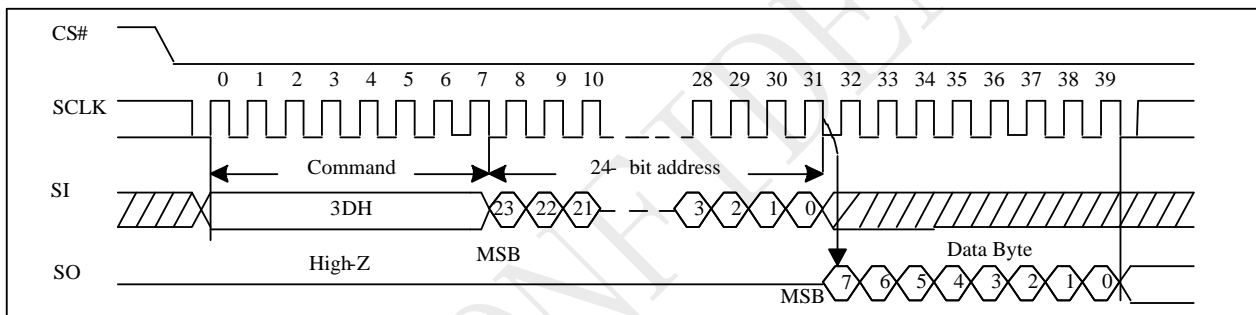 CS#
0 1 2 3 4 5 6 7 8 9 10 28 29 30 31 32 33 34 35 36 37 38 39
SCLK
Command 24- bit address
SI
3DH 23 22 21 3 2 1 0
High-Z MSB Data Byte
SO
MSB 7 6 5 4 3 2 1 0